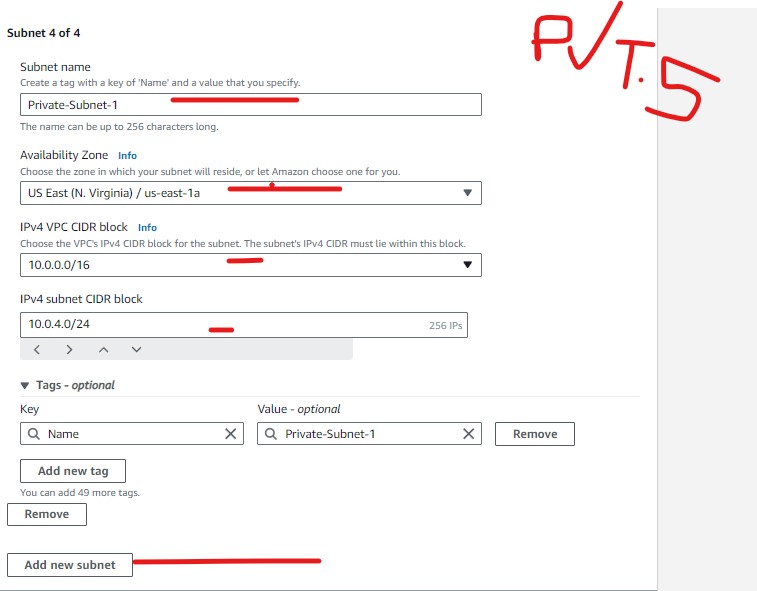 Subnet 4 of 4
PVT.S
Subnet name
Create a tag with a key of 'Name' and a value that you specify.
Private-Subnet-1
The name can be up to 256 characters long.
Availability Zone Info
Choose the zone in which your subnet will reside, or let Amazon choose one for you.
US East (N. Virginia) / us-east-1a
IPv4 VPC CIDR block Info
Choose the VPC's IPv4 CIDR block for the subnet. The subnet's IPv4 CIDR must lie within this block.
10.0.0.0/16
IPv4 subnet CIDR block
10.0.4.0/24 256 IPs
Tags - optional
Key Value - optional
Name Private-Subnet-1 Remove
Add new tag
You can add 49 more tags.
Remove
Add new subnet